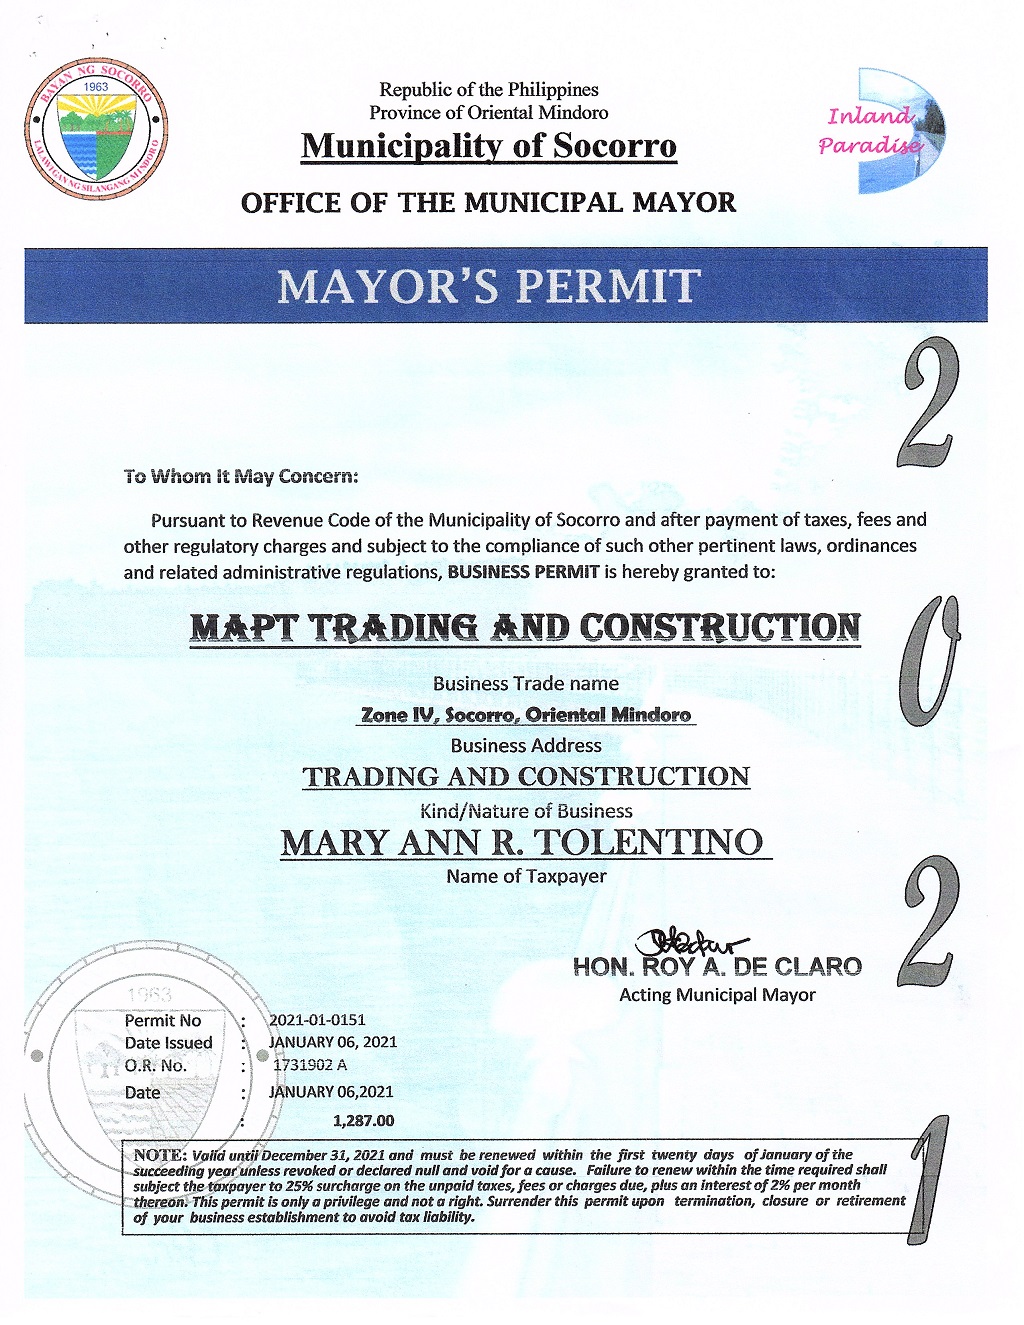 BAYAN NG SOCORRO
1963
LALAWIGAN NG SILANGANG MINDORO
Republic of the Philippines
Province of Oriental Mindoro
Municipality of Socorro
OFFICE OF THE MUNICIPAL MAYOR
Inland
Paradise
MAYOR'S PERMIT
2
0
2
1
To Whom It May Concern:
Pursuant to Revenue Code of the Municipality of Socorro and after payment of taxes, fees and
other regulatory charges and subject to the compliance of such other pertinent laws, ordinances
and related administrative regulations, BUSINESS PERMIT is hereby granted to:
MAPT TRADING AND CONSTRUCTION
Business Trade name
Zone IV, Socorro, Oriental Mindoro
Business Address
TRADING AND CONSTRUCTION
Kind/Nature of Business
MARY ANN R. TOLENTINO
Name of Taxpayer
HON. ROY A. DE CLARO
Acting Municipal Mayor
1963
Permit No : 2021-01-0151
Date Issued : JANUARY 06, 2021
O.R. No. : 1731902 A
Date : JANUARY 06,2021
: 1,287.00
NOTE: Valid until December 31, 2021 and must be renewed within the first twenty days of January of the
succeeding year unless revoked or declared null and void for a cause. Failure to renew within the time required shall
subject the taxpayer to 25% surcharge on the unpaid taxes, fees or charges due, plus an interest of 2% per month
thereon. This permit is only a privilege and not a right. Surrender this permit upon termination, closure or retirement
of your business establishment to avoid tax liability.